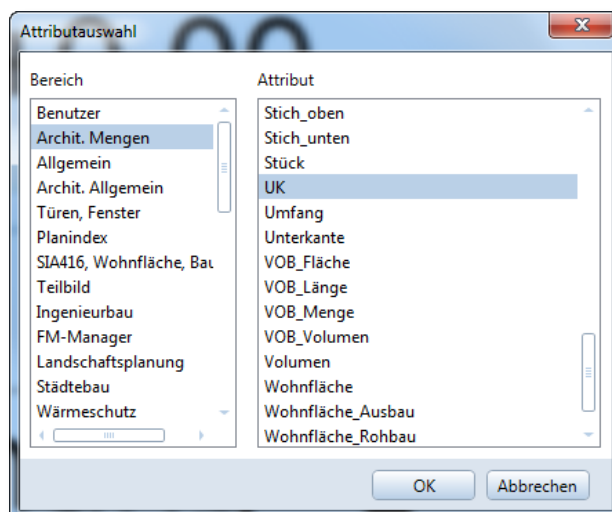 Attributauswahl
Bereich
Attribut
Benutzer
Archit. Mengen
Allgemein
Archit. Allgemein
Türen, Fenster
Planindex
SIA416, Wohnfläche, Bau
Teilbild
Ingenieurbau
FM-Manager
Landschaftsplanung
Städtebau
Wärmeschutz
Stich_oben
Stich_unten
Stück
UK
Umfang
Unterkante
VOB_Fläche
VOB_Länge
VOB_Menge
VOB_Volumen
Volumen
Wohnfläche
Wohnfläche_Ausbau
Wohnfläche_Rohbau
OK
Abbrechen